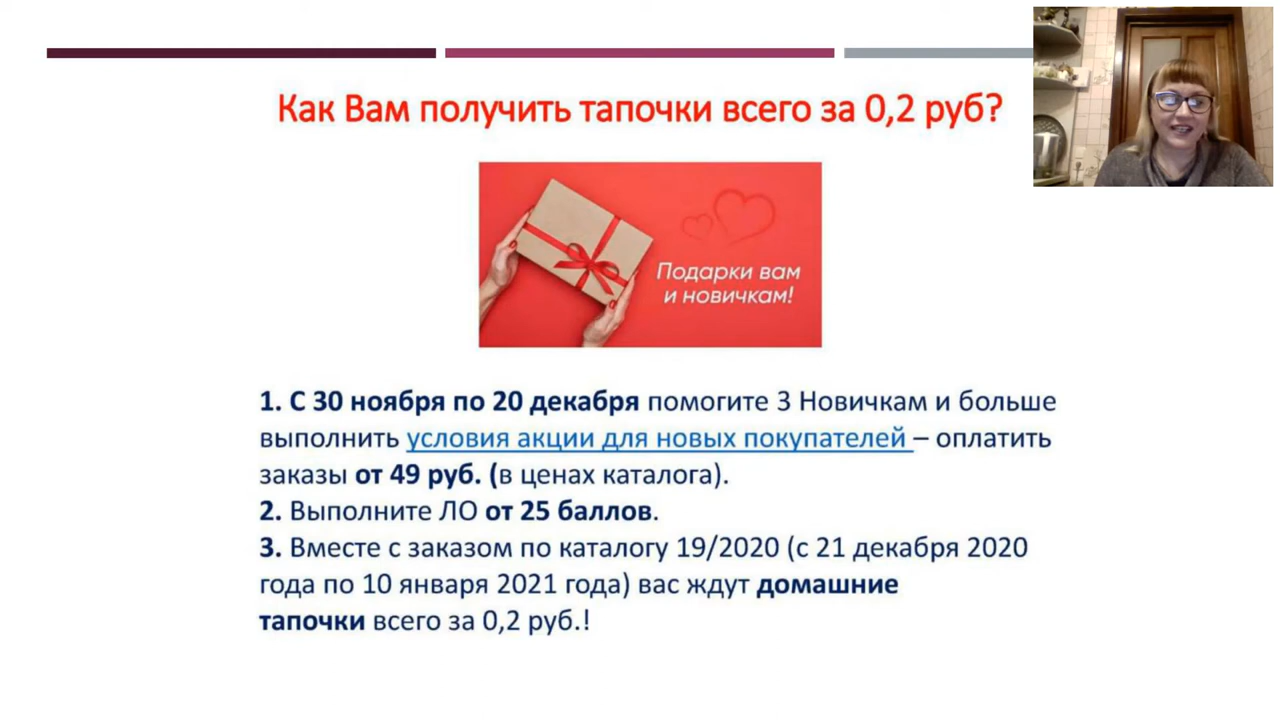 Как Вам получить тапочки всего за 0,2 руб?
Подарки вам
и новичкам!
1. С 30 ноября по 20 декабря помогите 3 Новичкам и больше
выполнить условия акции для новых покупателей – оплатить
заказы от 49 руб. (в ценах каталога).
2. Выполните ЛО от 25 баллов.
3. Вместе с заказом по каталогу 19/2020 (с 21 декабря 2020
года по 10 января 2021 года) вас ждут домашние
тапочки всего за 0,2 руб.!